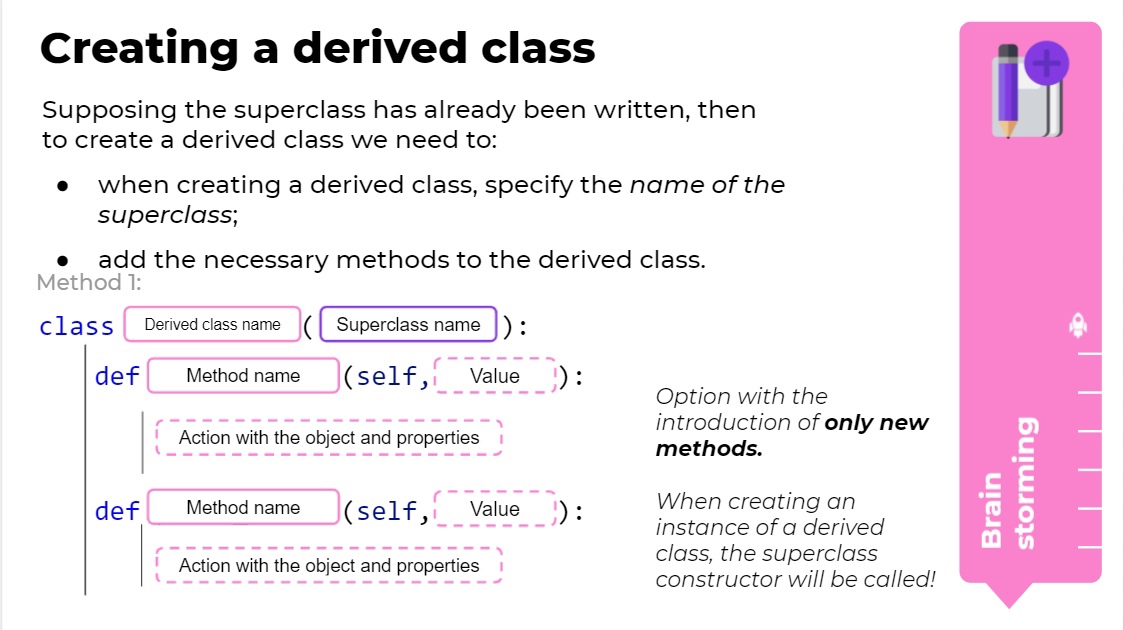 Creating a derived class
Supposing the superclass has already been written, then
to create a derived class we need to:
● when creating a derived class, specify the name of the
superclass;
● add the necessary methods to the derived class.
Method 1:
class Derived class name ( Superclass name ):
def Method name (self, Value ):
Action with the object and properties
def Method name (self, Value ):
Action with the object and properties
Option with the
introduction of only new
methods.
When creating an
instance of a derived
class, the superclass
constructor will be called!
Brain
storming